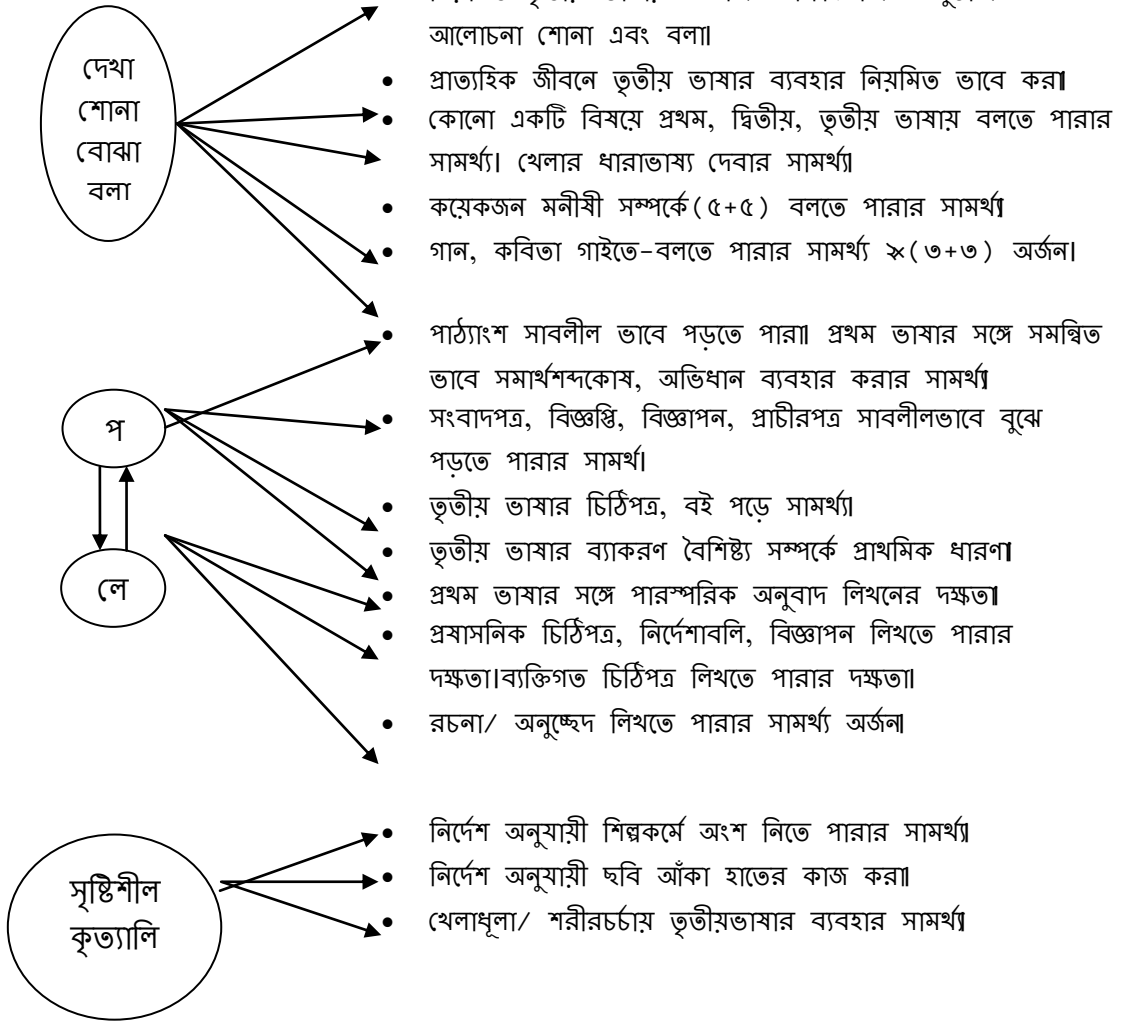 আলোচনা শোনা এবং বলা।
দেখা
শোনা
বোঝা
বলা
• প্রাত্যহিক জীবনে তৃতীয় ভাষার ব্যবহার নিয়মিত ভাবে করা।
• কোনো একটি বিষয়ে প্রথম, দ্বিতীয়, তৃতীয় ভাষায় বলতে পারার
সামর্থ্য। খেলার ধারাভাষ্য দেবার সামর্থ্য।
• কয়েকজন মনীষী সম্পর্কে(৫+৫) বলতে পারার সামর্থ্য।
• গান, কবিতা গাইতে-বলতে পারার সামর্থ্য (৩+৩) অর্জন।
• পাঠ্যাংশ সাবলীল ভাবে পড়তে পারা। প্রথম ভাষার সঙ্গে সমন্বিত
ভাবে সমার্থশব্দকোষ, অভিধান ব্যবহার করার সামর্থ্য।
প
• সংবাদপত্র, বিজ্ঞপ্তি, বিজ্ঞাপন, প্রাচীরপত্র সাবলীলভাবে বুঝে
পড়তে পারার সামর্থ।
• তৃতীয় ভাষার চিঠিপত্র, বই পড়ে সামর্থ্য।
• তৃতীয় ভাষার ব্যাকরণ বৈশিষ্ট্য সম্পর্কে প্রাথমিক ধারণা।
লে
• প্রথম ভাষার সঙ্গে পারস্পরিক অনুবাদ লিখনের দক্ষতা।
• প্রষাসনিক চিঠিপত্র, নির্দেশাবলি, বিজ্ঞাপন লিখতে পারার
দক্ষতা।ব্যক্তিগত চিঠিপত্র লিখতে পারার দক্ষতা।
• রচনা/ অনুচ্ছেদ লিখতে পারার সামর্থ্য অর্জন।
সৃষ্টিশীল
কৃত্যালি
• নির্দেশ অনুযায়ী শিল্পকর্মে অংশ নিতে পারার সামর্থ্য।
• নির্দেশ অনুযায়ী ছবি আঁকা হাতের কাজ করা।
• খেলাধূলা/ শরীরচর্চায় তৃতীয়ভাষার ব্যবহার সামর্থ্য।